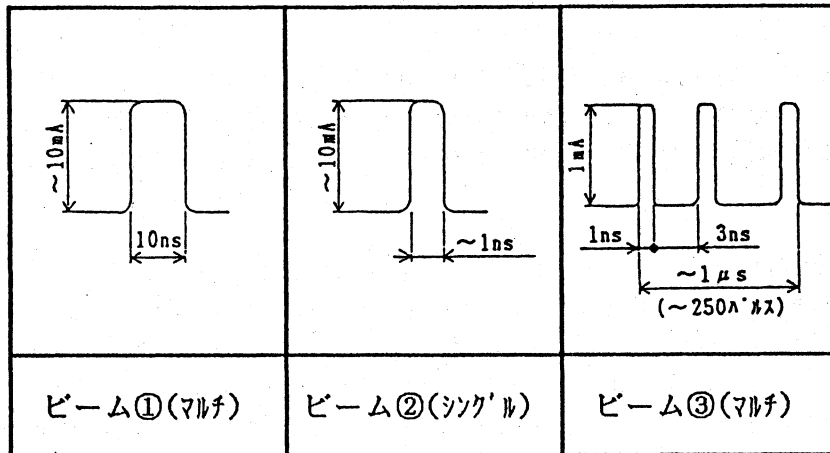 ~10mA
10ns
~10mA
~1ns
1mA
1ns
3ns
~1μs
(~250パルス)
ビーム①(マルチ)
ビーム②(シングル)
ビーム③(マルチ)